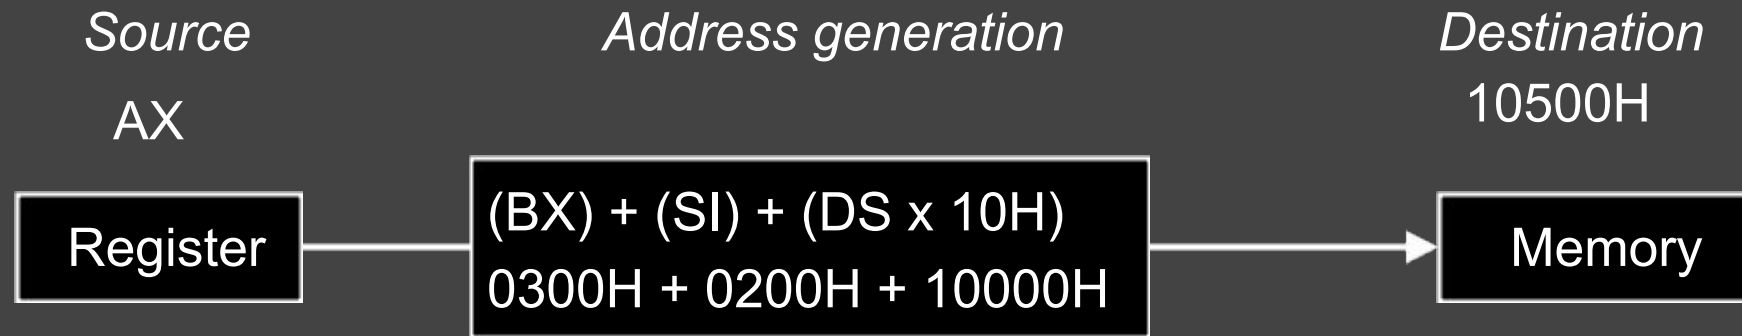 Source
Address generation
Destination
AX
10500H
Register
(BX) + (SI) + (DS x 10H)
0300H + 0200H + 10000H
Memory